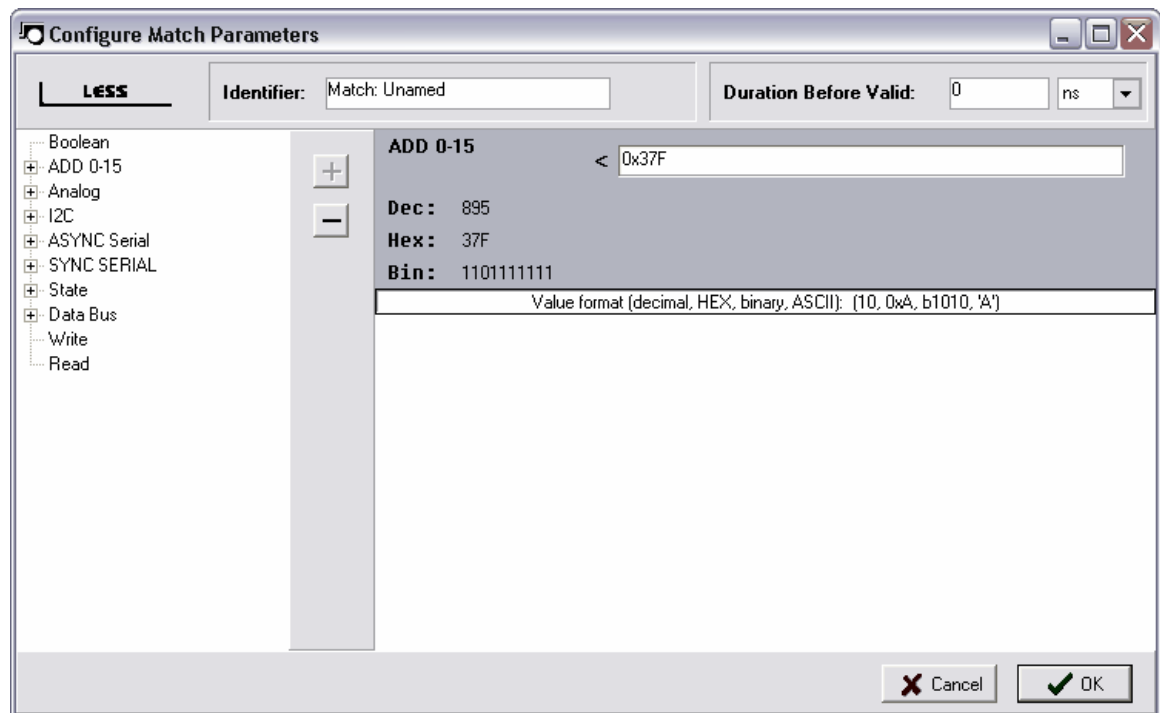 Configure Match Parameters
LESS
Identifier: Match: Unamed
Duration Before Valid: 0 ns
Boolean
ADD 0-15
Analog
I2C
ASYNC Serial
SYNC SERIAL
State
Data Bus
Write
Read
ADD 0-15
< 0x37F
Dec: 895
Hex: 37F
Bin: 1101111111
Value format (decimal, HEX, binary, ASCII): (10, 0xA, b1010, 'A')
Cancel OK